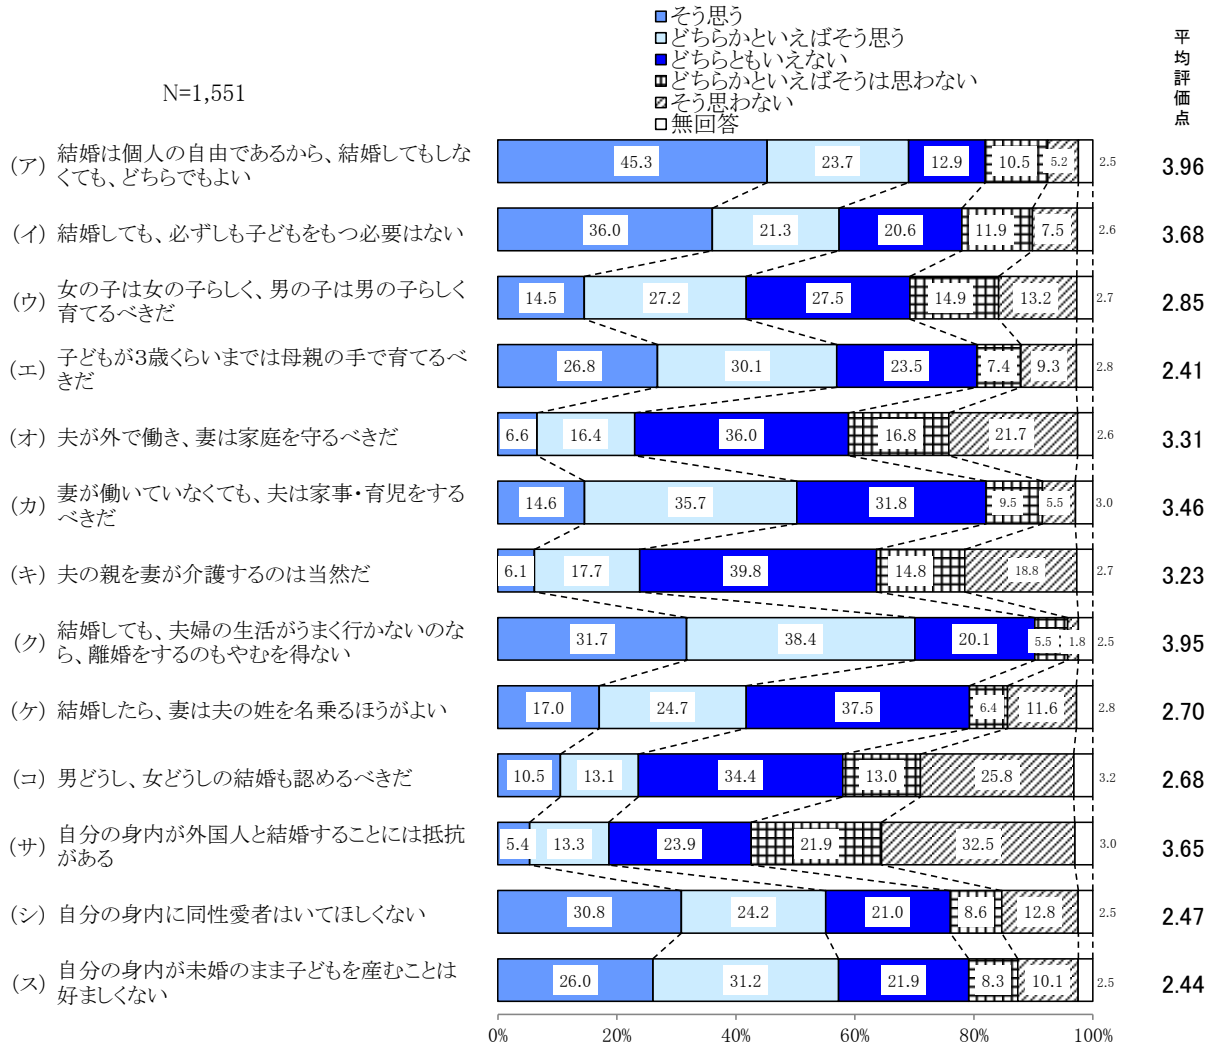 そう思う
どちらかといえばそう思う
どちらともいえない
どちらかといえばそうは思わない
そう思わない
無回答
平均評価点
N=1,551
(ア) 結婚は個人の自由であるから、結婚してもしな
くても、どちらでもよい
45.3 23.7 12.9 10.5 5.2 2.5 3.96
(イ) 結婚しても、必ずしも子どもをもつ必要はない 36.0 21.3 20.6 11.9 7.5 2.6 3.68
(ウ) 女の子は女の子らしく、男の子は男の子らしく
育てるべきだ
14.5 27.2 27.5 14.9 13.2 2.7 2.85
(エ) 子どもが3歳くらいまでは母親の手で育てるべ
きだ
26.8 30.1 23.5 7.4 9.3 2.8 2.41
(オ) 夫が外で働き、妻は家庭を守るべきだ 6.6 16.4 36.0 16.8 21.7 2.6 3.31
(カ) 妻が働いていなくても、夫は家事・育児をする
べきだ
14.6 35.7 31.8 9.5 5.5 3.0 3.46
(キ) 夫の親を妻が介護するのは当然だ 6.1 17.7 39.8 14.8 18.8 2.7 3.23
(ク) 結婚しても、夫婦の生活がうまく行かないのな
ら、離婚をするのもやむを得ない
31.7 38.4 20.1 5.5 1.8 2.5 3.95
(ケ) 結婚したら、妻は夫の姓を名乗るほうがよい 17.0 24.7 37.5 6.4 11.6 2.8 2.70
(コ) 男どうし、女どうしの結婚も認めるべきだ 10.5 13.1 34.4 13.0 25.8 3.2 2.68
(サ) 自分の身内が外国人と結婚することには抵抗
がある
5.4 13.3 23.9 21.9 32.5 3.0 3.65
(シ) 自分の身内に同性愛者はいてほしくない 30.8 24.2 21.0 8.6 12.8 2.5 2.47
(ス) 自分の身内が未婚のまま子どもを産むことは
好ましくない
26.0 31.2 21.9 8.3 10.1 2.5 2.44
0% 20% 40% 60% 80% 100%